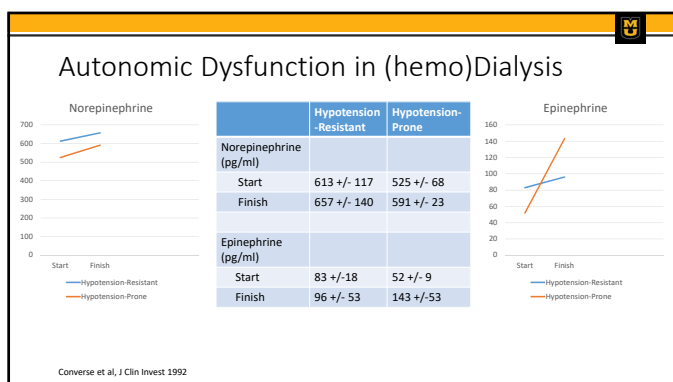 MU
Autonomic Dysfunction in (hemo)Dialysis
Norepinephrine
700
600
500
400
300
200
100
0
Start Finish
Hypotension-Resistant
Hypotension-Prone
Hypotension
-Resistant
Hypotension-
Prone
Norepinephrine
(pg/ml)
Start 613 +/- 117 525 +/- 68
Finish 657 +/- 140 591 +/- 23
Epinephrine
(pg/ml)
Start 83 +/-18 52 +/- 9
Finish 96 +/- 53 143 +/-53
Epinephrine
160
140
120
100
80
60
40
20
0
Start Finish
Hypotension-Resistant
Hypotension-Prone
Converse et al, J Clin Invest 1992